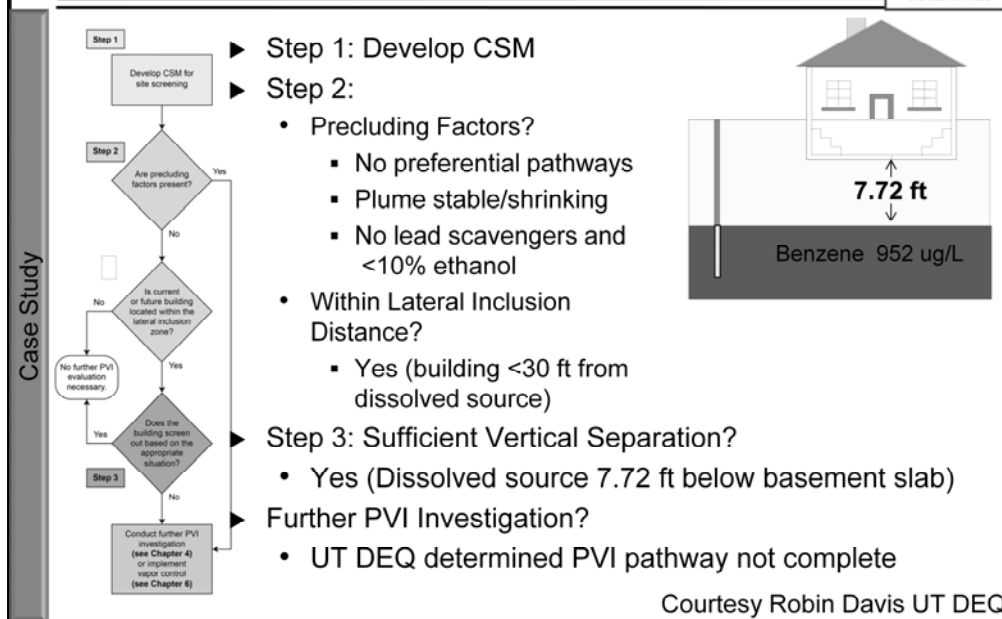 Case Study
Step 1
Develop CSM for
site screening
Step 2
Are precluding
factors present?
Yes
No
Is current
or future building
located within the
lateral inclusion
zone?
No
Yes
No further PVI
evaluation
necessary.
Does the
building screen
out based on the
appropriate
situation?
Yes
Step 3
No
Conduct further PVI
investigation
(see Chapter 4)
or implement
vapor control
(see Chapter 6)
► Step 1: Develop CSM
► Step 2:
• Precluding Factors?
▪ No preferential pathways
▪ Plume stable/shrinking
▪ No lead scavengers and
<10% ethanol
• Within Lateral Inclusion
Distance?
▪ Yes (building <30 ft from
dissolved source)
► Step 3: Sufficient Vertical Separation?
• Yes (Dissolved source 7.72 ft below basement slab)
► Further PVI Investigation?
• UT DEQ determined PVI pathway not complete
7.72 ft
Benzene 952 ug/L
Courtesy Robin Davis UT DEQ